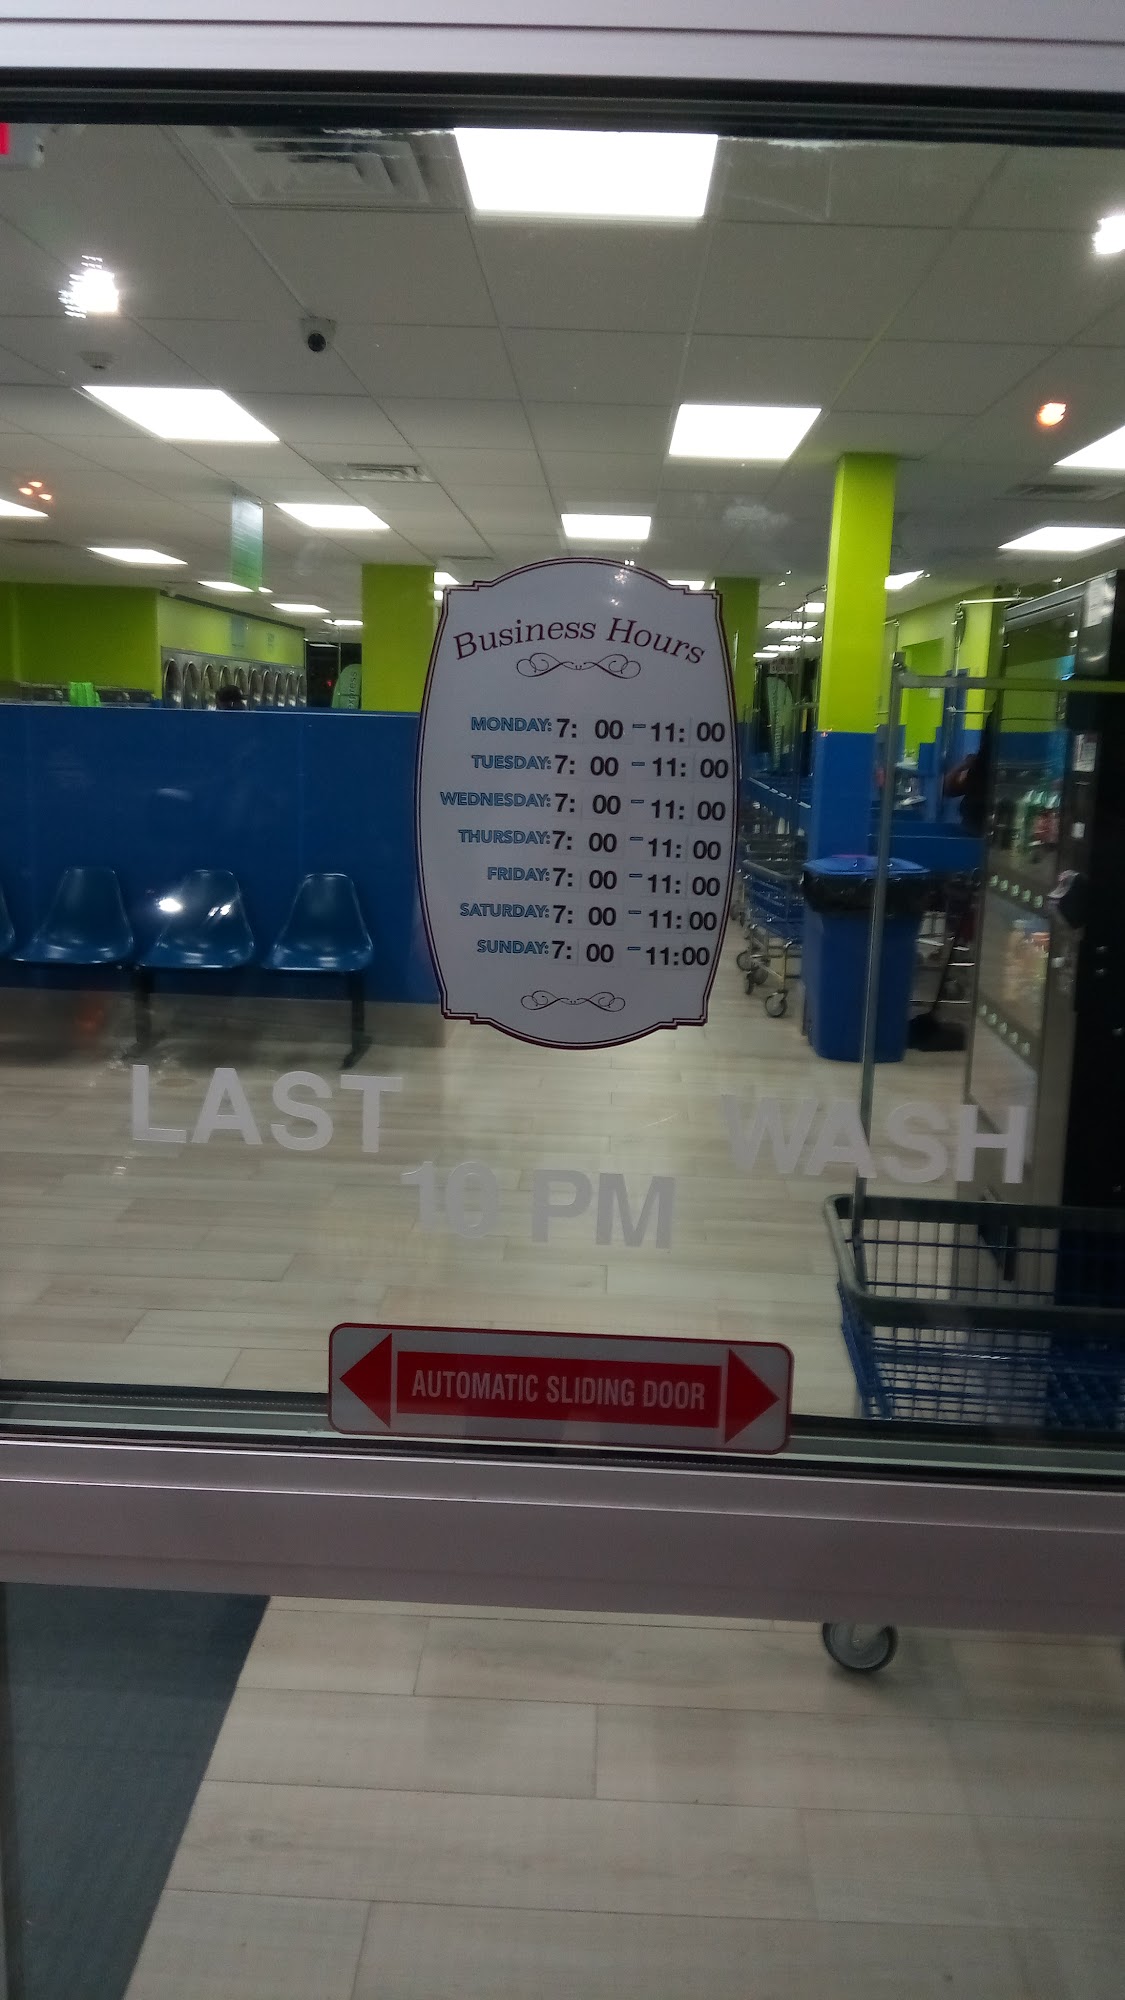 Business Hours
MONDAY: 7: 00 - 11: 00
TUESDAY: 7: 00 - 11: 00
WEDNESDAY: 7: 00 - 11: 00
THURSDAY: 7: 00 - 11: 00
FRIDAY: 7: 00 - 11: 00
SATURDAY: 7: 00 - 11: 00
SUNDAY: 7: 00 - 11:00
LAST WASH
10 PM
AUTOMATIC SLIDING DOOR